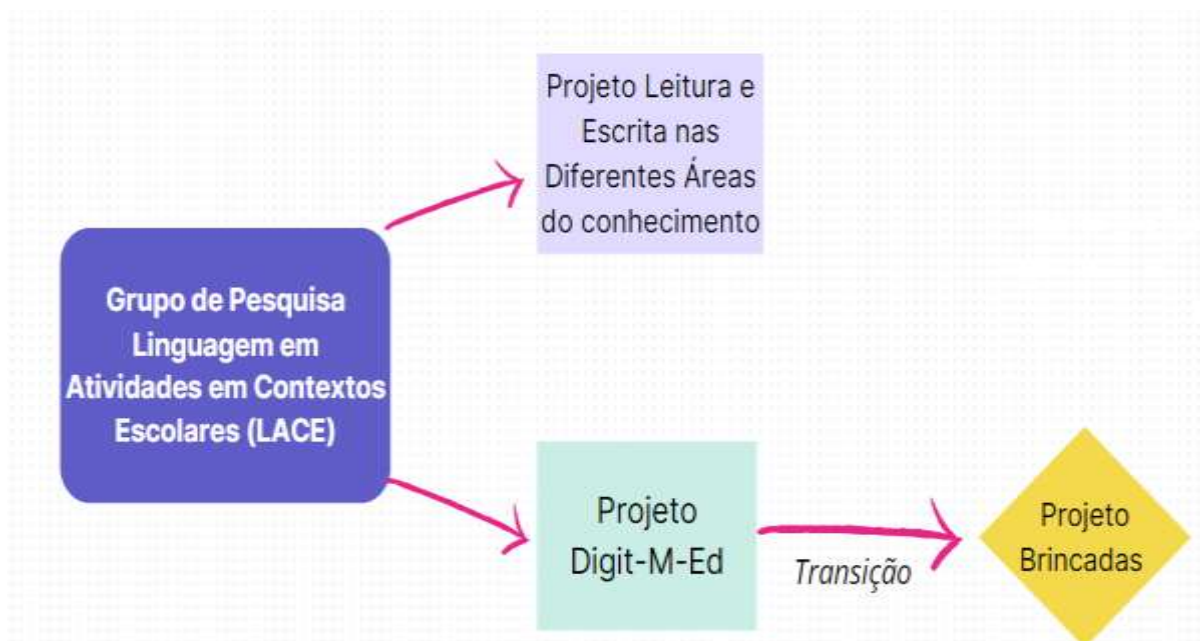 Projeto Leitura e
Escrita nas
Diferentes Áreas
do conhecimento
Grupo de Pesquisa
Linguagem em
Atividades em Contextos
Escolares (LACE)
Projeto
Digit-M-Ed
Transição
Projeto
Brincadas